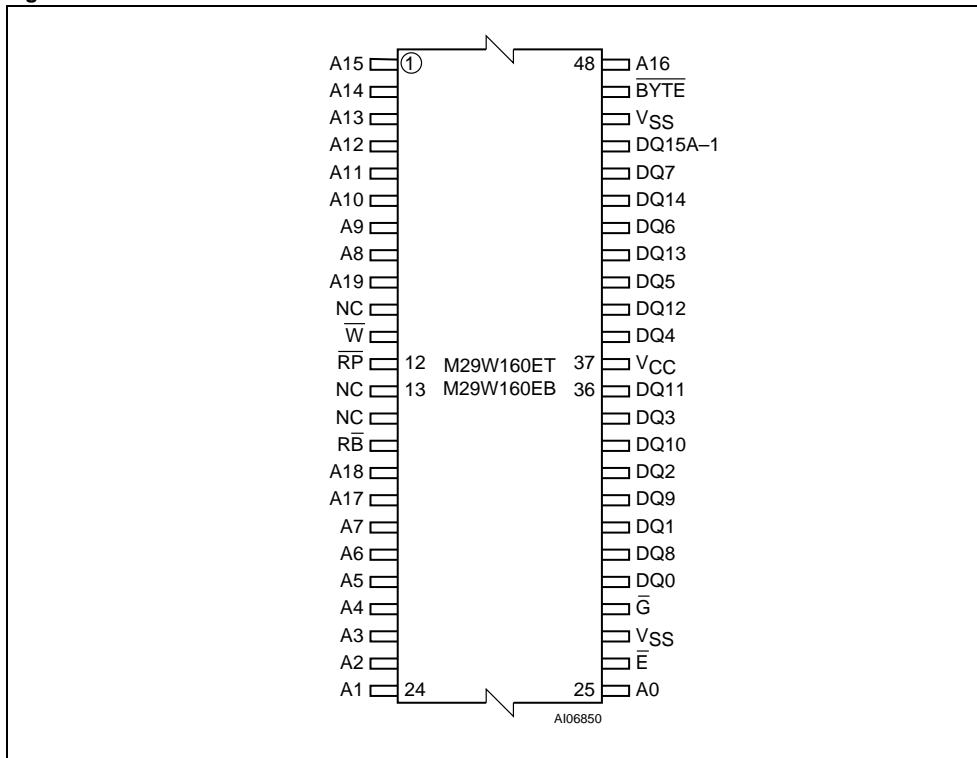 A15 1 48 A16
A14 BYTE
A13 VSS
A12 DQ15A–1
A11 DQ7
A10 DQ14
A9 DQ6
A8 DQ13
A19 DQ5
NC DQ12
W DQ4
RP 12 M29W160ET 37 VCC
NC 13 M29W160EB 36 DQ11
NC DQ3
RB DQ10
A18 DQ2
A17 DQ9
A7 DQ1
A6 DQ8
A5 DQ0
A4 G
A3 VSS
A2 E
A1 24 25 A0
AI06850